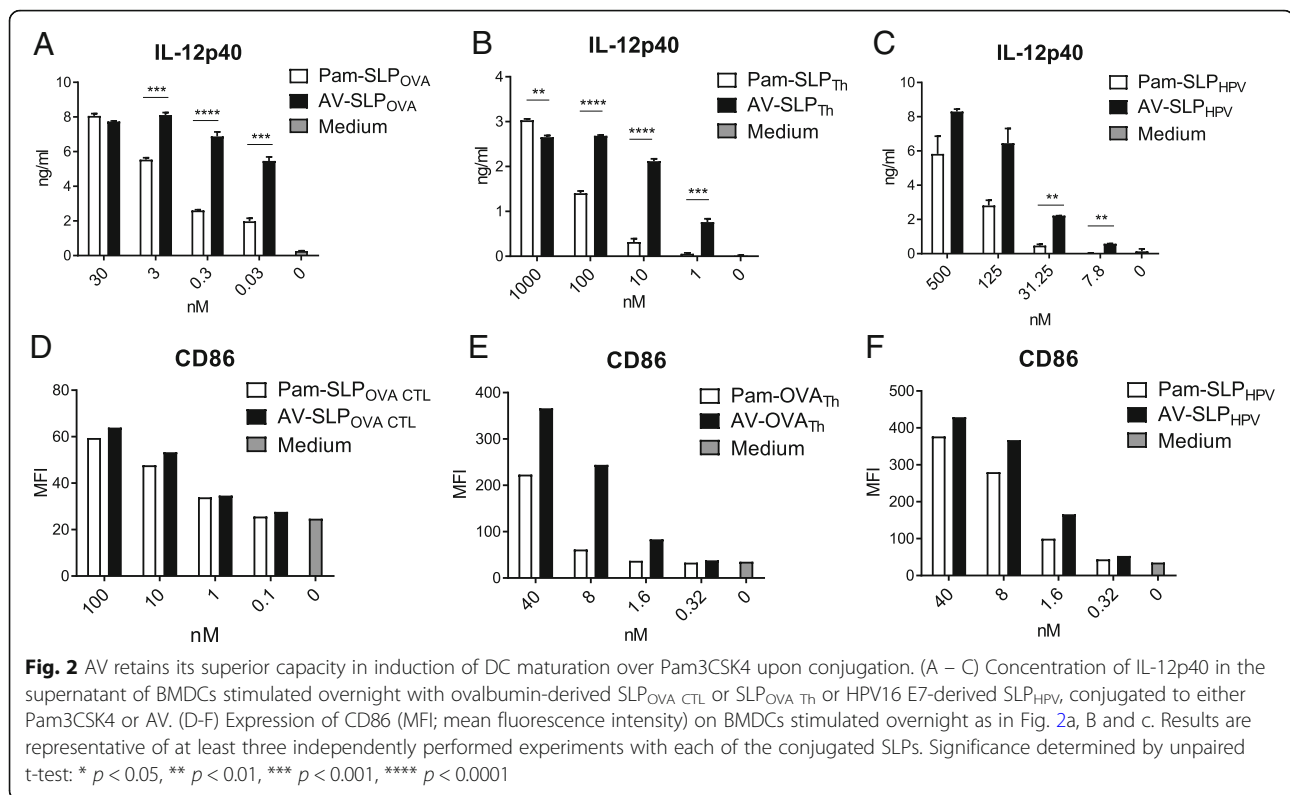 A
IL-12p40
Pam-SLPOVA
AV-SLPOVA
Medium
ng/ml
10
8
6
4
2
0
*** **** ***
30 3 0.3 0.03 0
nM
B
IL-12p40
Pam-SLPTh
AV-SLPTh
Medium
ng/ml
4
3
2
1
0
** **** **** ***
1000 100 10 1 0
nM
C
IL-12p40
Pam-SLPHPV
AV-SLPHPV
Medium
ng/ml
10
8
6
4
2
0
** **
500 125 31.25 7.8 0
nM
D
CD86
Pam-SLPOVA CTL
AV-SLPOVA CTL
Medium
MFI
80
60
40
20
0
100 10 1 0.1 0
nM
E
CD86
Pam-OVATh
AV-OVATh
Medium
MFI
400
300
200
100
0
40 8 1.6 0.32 0
nM
F
CD86
Pam-SLPHPV
AV-SLPHPV
Medium
MFI
500
400
300
200
100
0
40 8 1.6 0.32 0
nM
Fig. 2 AV retains its superior capacity in induction of DC maturation over Pam3CSK4 upon conjugation. (A – C) Concentration of IL-12p40 in the
supernatant of BMDCs stimulated overnight with ovalbumin-derived SLPOVA CTL or SLPOVA Th or HPV16 E7-derived SLPHPV, conjugated to either
Pam3CSK4 or AV. (D-F) Expression of CD86 (MFI; mean fluorescence intensity) on BMDCs stimulated overnight as in Fig. 2a, B and c. Results are
representative of at least three independently performed experiments with each of the conjugated SLPs. Significance determined by unpaired
t-test: * p < 0.05, ** p < 0.01, *** p < 0.001, **** p < 0.0001